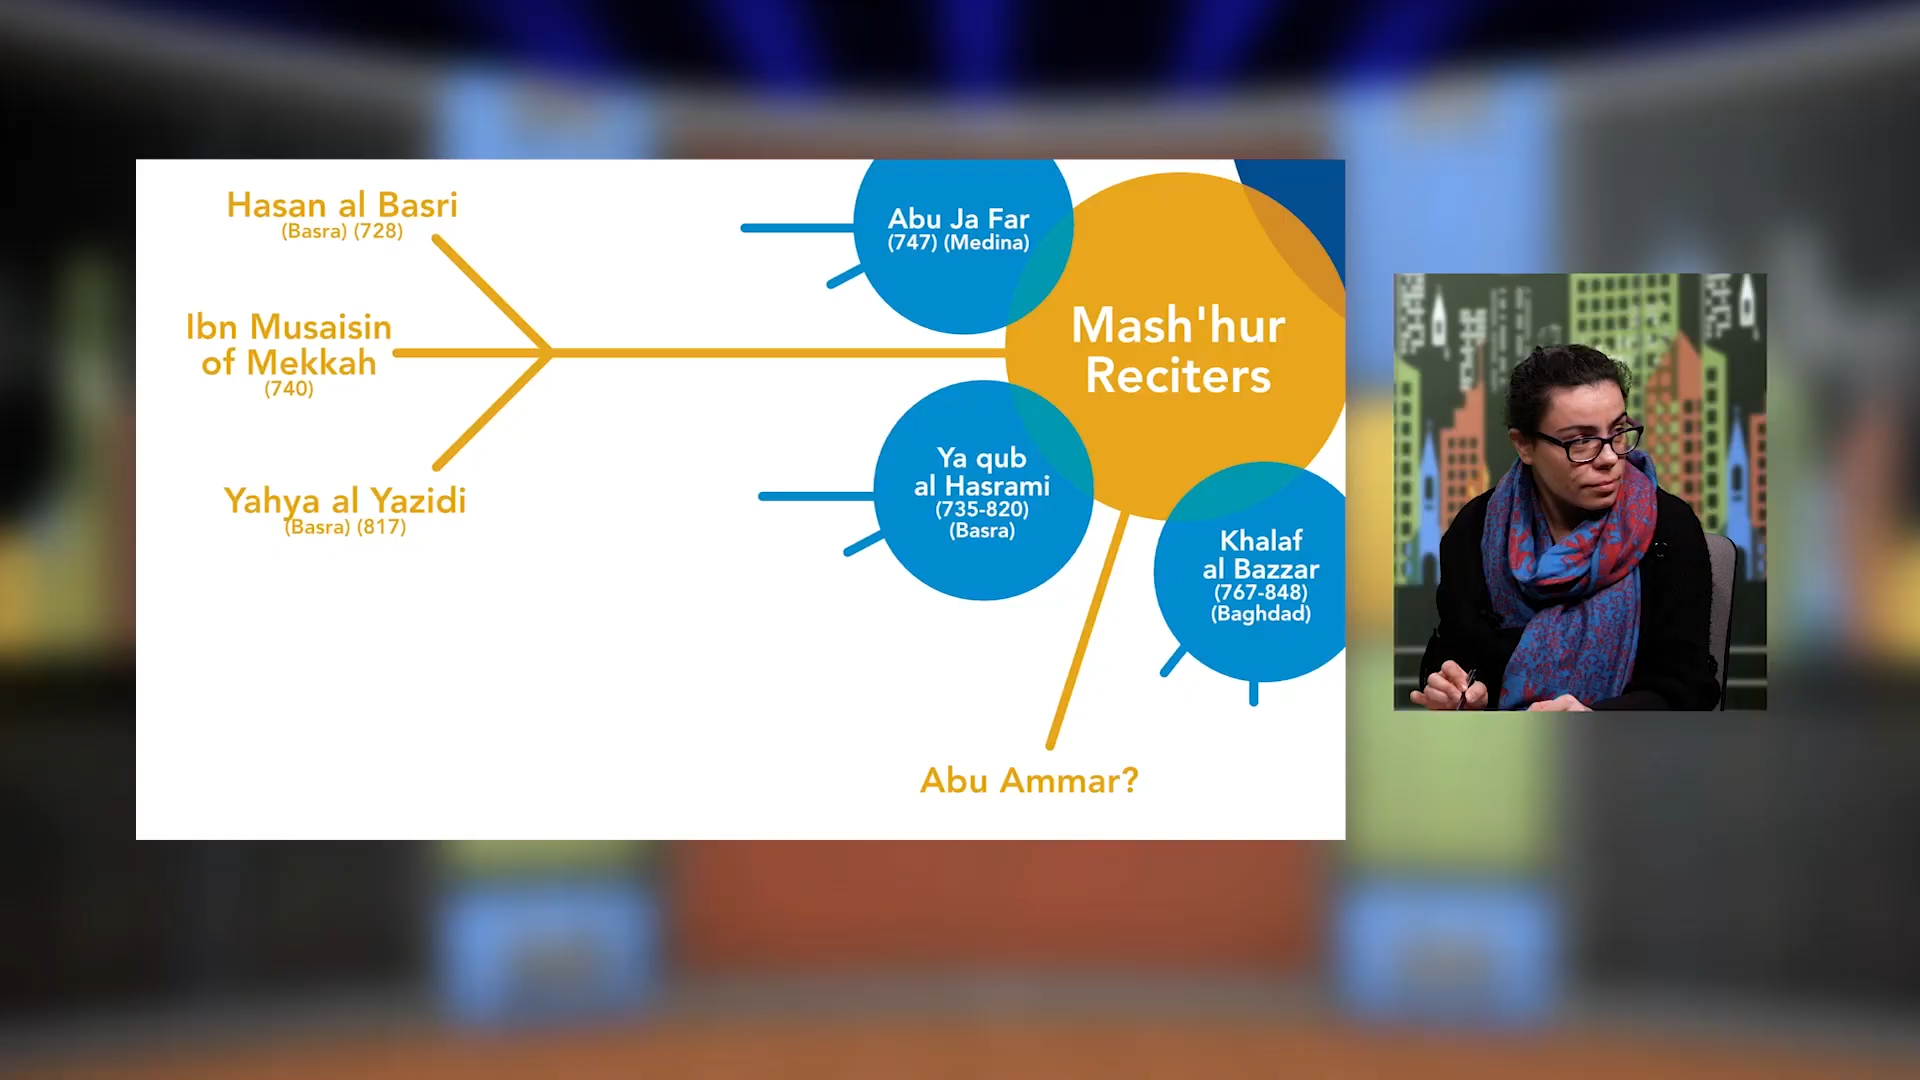 Hasan al Basri
(Basra) (728)
Ibn Musaisin
of Mekkah
(740)
Yahya al Yazidi
(Basra) (817)
Abu Ja Far
(747) (Medina)
Mash'hur
Reciters
Ya qub
al Hasrami
(735-820)
(Basra)
Khalaf
al Bazzar
(767-848)
(Baghdad)
Abu Ammar?